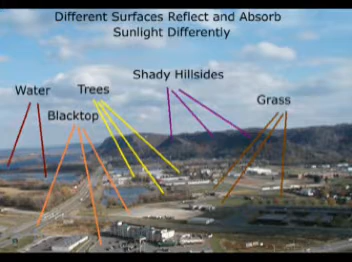 Different Surfaces Reflect and Absorb
Sunlight Differently
Shady Hillsides
Water
Trees
Grass
Blacktop